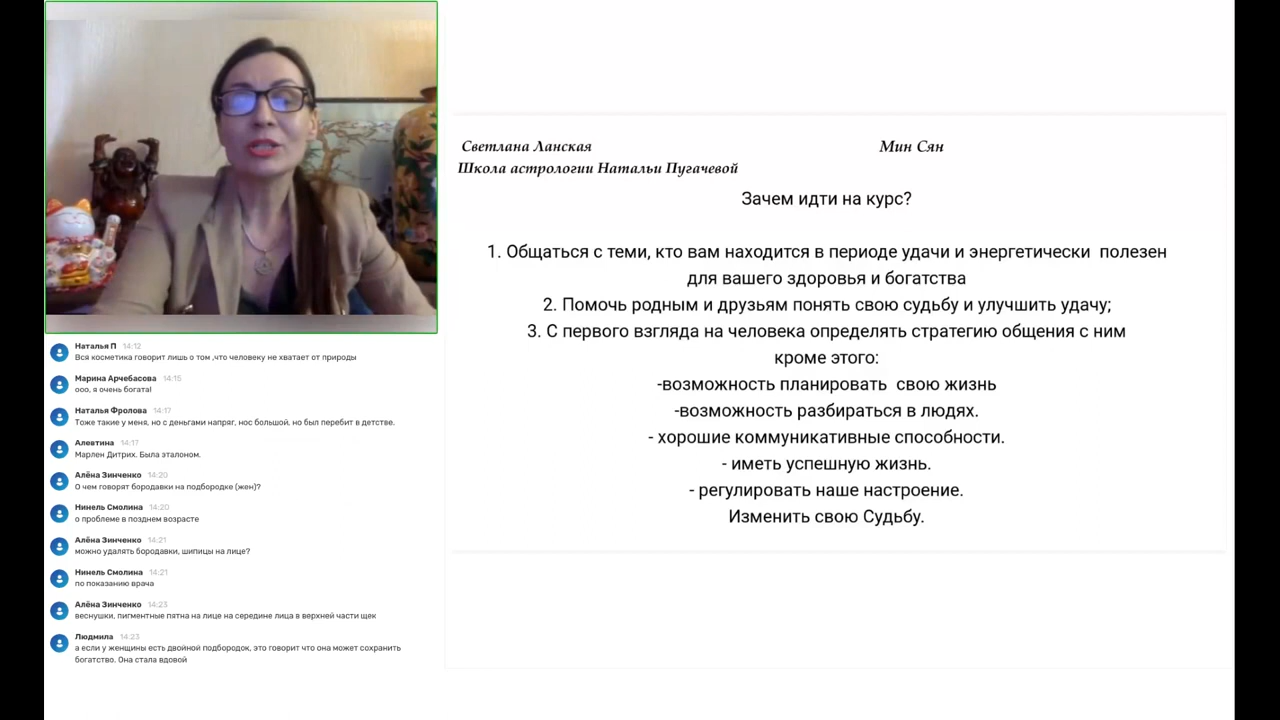 Светлана Ланская
Мин Сян
Школа астрологии Натальи Пугачевой
Зачем идти на курс?
1. Общаться с теми, кто вам находится в периоде удачи и энергетически  полезен
для вашего здоровья и богатства
2. Помочь родным и друзьям понять свою судьбу и улучшить удачу;
3. С первого взгляда на человека определять стратегию общения с ним
кроме этого:
-возможность планировать  свою жизнь
-возможность разбираться в людях.
- хорошие коммуникативные способности.
- иметь успешную жизнь.
- регулировать наше настроение.
Изменить свою Судьбу.
Наталья П 14:12
Вся косметика говорит лишь о том ,что человеку не хватает от природы
Марина Арчебасова 14:15
ооо, я очень богата!
Наталья Фролова 14:17
Тоже такие у меня, но с деньгами напряг, нос большой, но был перебит в детстве.
Алевтина 14:17
Марлен Дитрих. Была эталоном.
Алёна Зинченко 14:20
О чем говорят бородавки на подбородке (жен)?
Нинель Смолина 14:20
о проблеме в позднем возрасте
Алёна Зинченко 14:21
можно удалять бородавки, шипицы на лице?
Нинель Смолина 14:21
по показанию врача
Алёна Зинченко 14:23
веснушки, пигментные пятна на лице на середине лица в верхней части щек
Людмила 14:23
а если у женщины есть двойной подбородок, это говорит что она может сохранить
богатство. Она стала вдовой